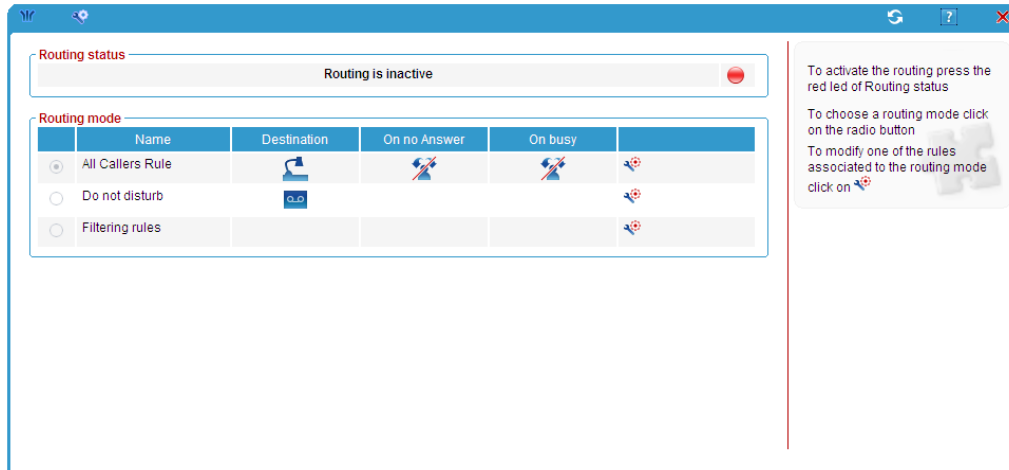 ?
Routing status
Routing is inactive
Routing mode
Name Destination On no Answer On busy
All Callers Rule
Do not disturb
Filtering rules
To activate the routing press the
red led of Routing status
To choose a routing mode click
on the radio button
To modify one of the rules
associated to the routing mode
click on